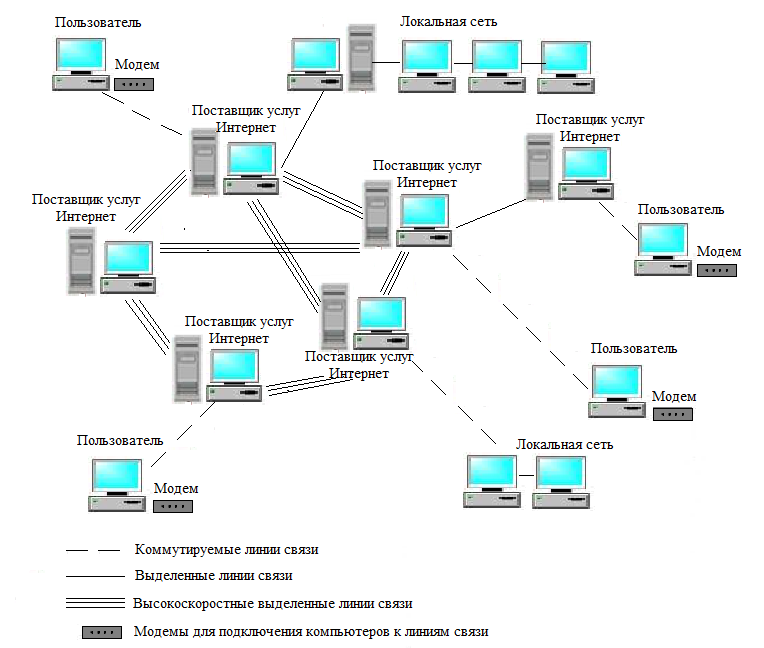 Пользователь
Модем
Локальная сеть
Поставщик услуг
Интернет
Поставщик услуг
Интернет
Поставщик услуг
Интернет
Поставщик услуг
Интернет
Пользователь
Модем
Поставщик услуг
Интернет
Поставщик услуг
Интернет
Пользователь
Модем
Пользователь
Модем
Локальная сеть
Коммутируемые линии связи
Выделенные линии связи
Высокоскоростные выделенные линии связи
Модемы для подключения компьютеров к линиям связи